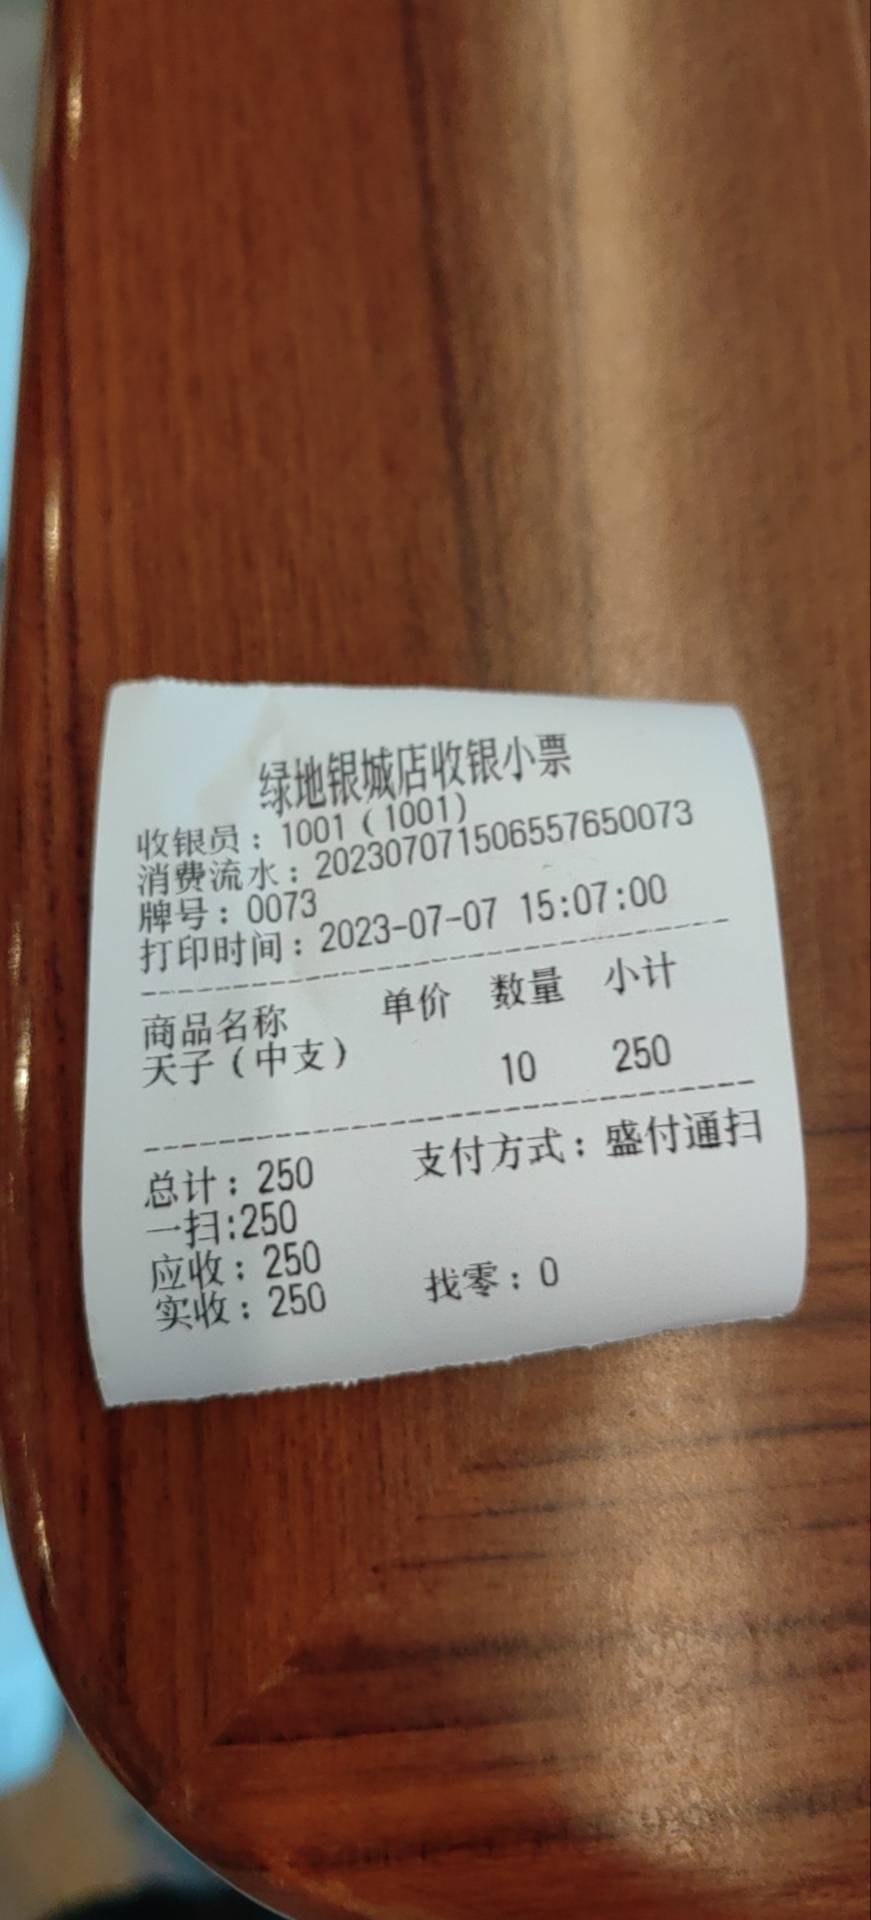 绿地银城店收银小票
收银员：1001（1001）
消费流水：202307071506557650073
牌号：0073
打印时间：2023-07-07 15:07:00
商品名称 单价 数量 小计
天子（中支） 10 250
总计：250 支付方式：盛付通扫
一扫:250
应收：250
实收：250 找零：0